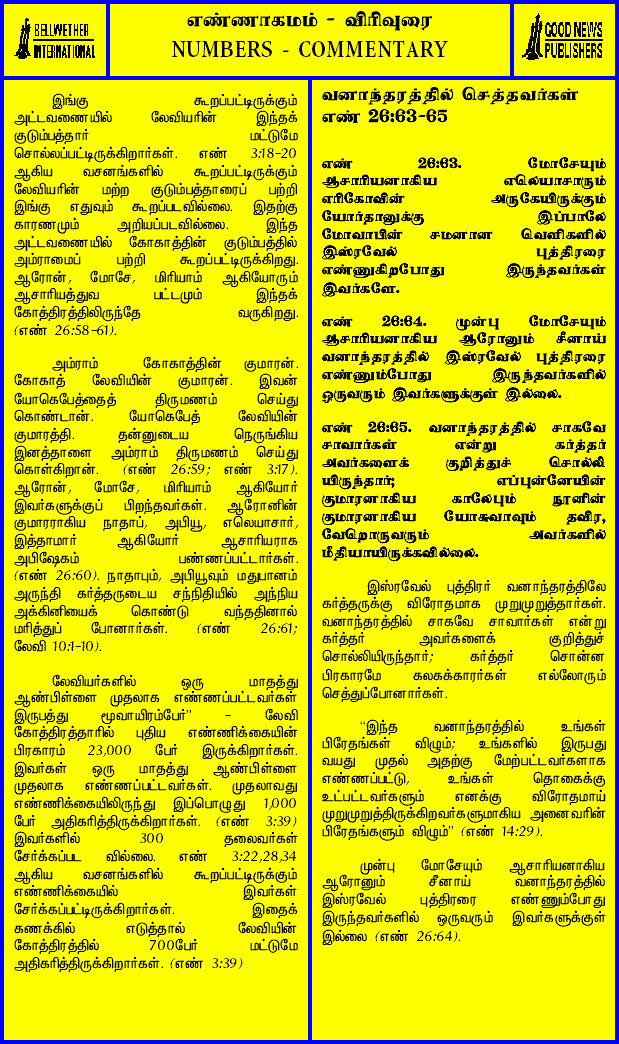 BELLWETHER
INTERNATIONAL
எண்ணாகமம் - விரிவுரை
NUMBERS - COMMENTARY
GOOD NEWS
PUBLISHERS
இங்கு கூறப்பட்டிருக்கும்
அட்டவணையில் லேவியரின் இந்தக்
குடும்பத்தார் மட்டுமே
சொல்லப்பட்டிருக்கிறார்கள். எண் 3:18-20
ஆகிய வசனங்களில் கூறப்பட்டிருக்கும்
லேவியரின் மற்ற குடும்பத்தாரைப் பற்றி
இங்கு எதுவும் கூறப்படவில்லை. இதற்கு
காரணமும் அறியப்படவில்லை. இந்த
அட்டவணையில் கோகாத்தின் குடும்பத்தில்
அம்ராமைப் பற்றி கூறப்பட்டிருக்கிறது.
ஆரோன், மோசே, மிரியாம் ஆகியோரும்
ஆசாரியத்துவ பட்டமும் இந்தக்
கோத்திரத்திலிருந்தே வருகிறது.
(எண் 26:58-61).
அம்ராம் கோகாத்தின் குமாரன்.
கோகாத் லேவியின் குமாரன். இவன்
யோகெபேத்தைத் திருமணம் செய்து
கொண்டான். யோகெபேத் லேவியின்
குமாரத்தி. தன்னுடைய நெருங்கிய
இனத்தாளை அம்ராம் திருமணம் செய்து
கொள்கிறான். (எண் 26:59; எண் 3:17).
ஆரோன், மோசே, மிரியாம் ஆகியோர்
இவர்களுக்குப் பிறந்தவர்கள். ஆரோனின்
குமாரராகிய நாதாப், அபியூ, எலெயாசார்,
இத்தாமார் ஆகியோர் ஆசாரியராக
அபிஷேகம் பண்ணப்பட்டார்கள்.
(எண் 26:60). நாதாபும், அபியூவும் மதுபானம்
அருந்தி கர்த்தருடைய சந்நிதியில் அந்நிய
அக்கினியைக் கொண்டு வந்ததினால்
மரித்துப் போனார்கள். (எண் 26:61;
லேவி 10:1-10).
லேவியர்களில் ஒரு மாதத்து
ஆண்பிள்ளை முதலாக எண்ணப்பட்டவர்கள்
இருபத்து மூவாயிரம்பேர்" - லேவி
கோத்திரத்தாரில் புதிய எண்ணிக்கையின்
பிரகாரம் 23,000 பேர் இருக்கிறார்கள்.
இவர்கள் ஒரு மாதத்து ஆண்பிள்ளை
முதலாக எண்ணப்பட்டவர்கள். முதலாவது
எண்ணிக்கையிலிருந்து இப்பொழுது 1,000
பேர் அதிகரித்திருக்கிறார்கள். (எண் 3:39)
இவர்களில் 300 தலைவர்கள்
சேர்க்கப்பட வில்லை. எண் 3:22,28,34
ஆகிய வசனங்களில் கூறப்பட்டிருக்கும்
எண்ணிக்கையில் இவர்கள்
சேர்க்கப்பட்டிருக்கிறார்கள். இதைக்
கணக்கில் எடுத்தால் லேவியின்
கோத்திரத்தில் 700பேர் மட்டுமே
அதிகரித்திருக்கிறார்கள். (எண் 3:39)
வனாந்தரத்தில் செத்தவர்கள்
எண் 26:63-65
எண் 26:63. மோசேயும்
ஆசாரியனாகிய எலெயாசாரும்
எரிகோவின் அருகேயிருக்கும்
யோர்தானுக்கு இப்பாலே
மோவாபின் சமனான வெளிகளில்
இஸ்ரவேல் புத்திரரை
எண்ணுகிறபோது இருந்தவர்கள்
இவர்களே.
எண் 26:64. முன்பு மோசேயும்
ஆசாரியனாகிய ஆரோனும் சீனாய்
வனாந்தரத்தில் இஸ்ரவேல் புத்திரரை
எண்ணும்போது இருந்தவர்களில்
ஒருவரும் இவர்களுக்குள் இல்லை.
எண் 26:65. வனாந்தரத்தில் சாகவே
சாவார்கள் என்று கர்த்தர்
அவர்களைக் குறித்துச் சொல்லி
யிருந்தார்; எப்புன்னேயின்
குமாரனாகிய காலேபும் நூனின்
குமாரனாகிய யோசுவாவும் தவிர,
வேறொருவரும் அவர்களில்
மீதியாயிருக்கவில்லை.
இஸ்ரவேல் புத்திரர் வனாந்தரத்திலே
கர்த்தருக்கு விரோதமாக முறுமுறுத்தார்கள்.
வனாந்தரத்தில் சாகவே சாவார்கள் என்று
கர்த்தர் அவர்களைக் குறித்துச்
சொல்லியிருந்தார்; கர்த்தர் சொன்ன
பிரகாரமே கலகக்காரர்கள் எல்லோரும்
செத்துப்போனார்கள்.
"இந்த வனாந்தரத்தில் உங்கள்
பிரேதங்கள் விழும்; உங்களில் இருபது
வயது முதல் அதற்கு மேற்பட்டவர்களாக
எண்ணப்பட்டு, உங்கள் தொகைக்கு
உட்பட்டவர்களும் எனக்கு விரோதமாய்
முறுமுறுத்திருக்கிறவர்களுமாகிய அனைவரின்
பிரேதங்களும் விழும்" (எண் 14:29).
முன்பு மோசேயும் ஆசாரியனாகிய
ஆரோனும் சீனாய் வனாந்தரத்தில்
இஸ்ரவேல் புத்திரரை எண்ணும்போது
இருந்தவர்களில் ஒருவரும் இவர்களுக்குள்
இல்லை (எண் 26:64).